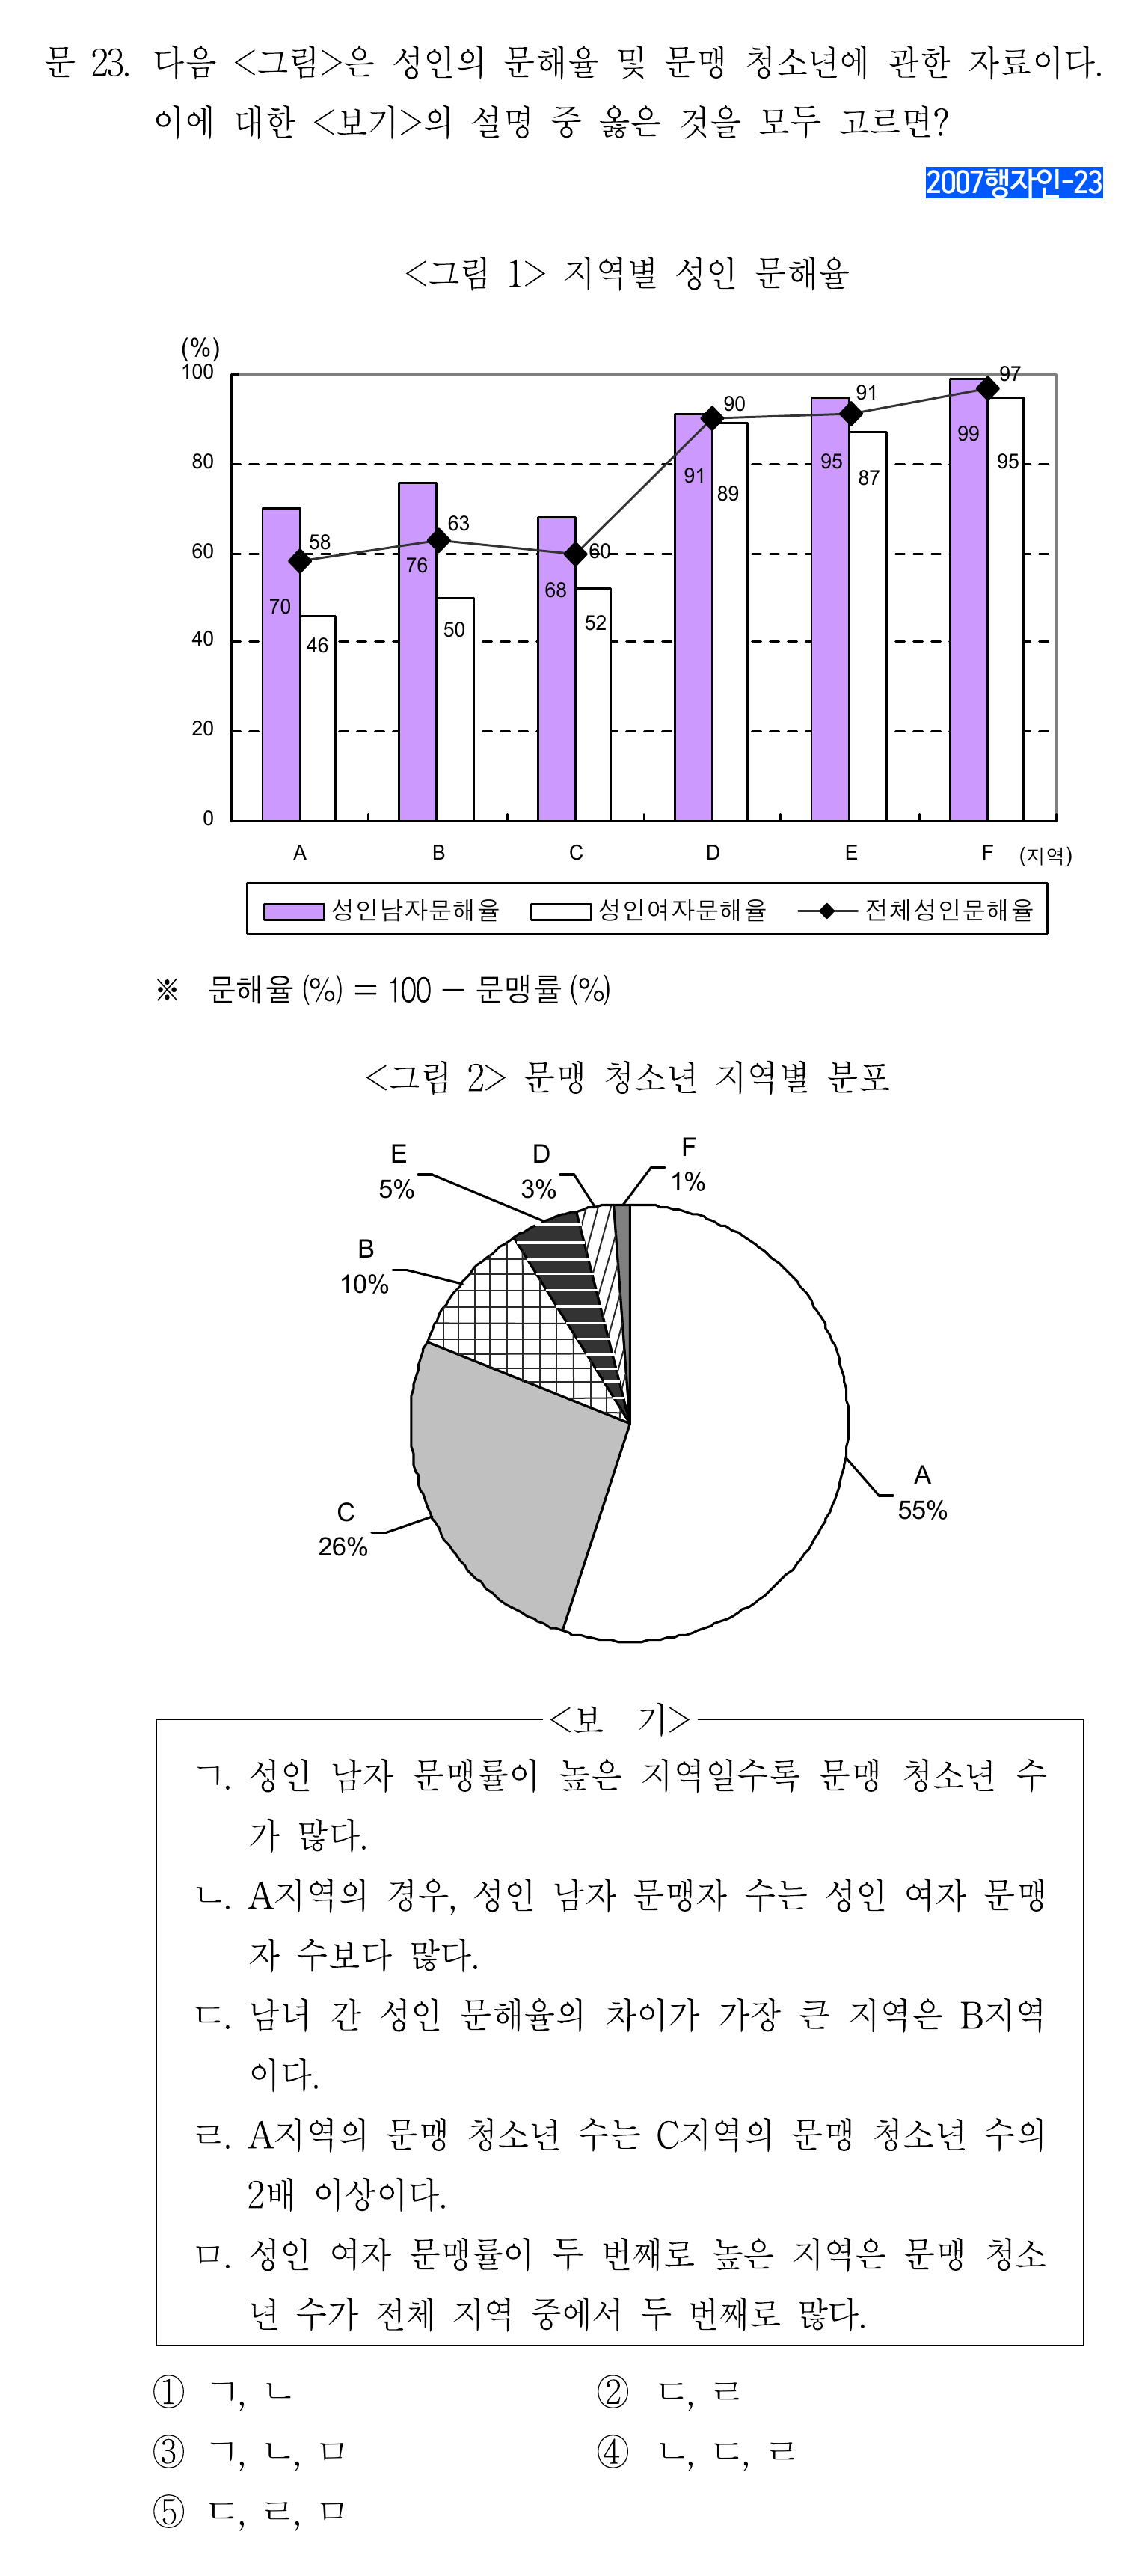 문 23. 다음 <그림>은 성인의 문해율 및 문맹 청소년에 관한 자료이다.
이에 대한 <보기>의 설명 중 옳은 것을 모두 고르면?
2007행자인-23
<그림 1> 지역별 성인 문해율
(%)
100
80
60
40
20
0
70
58
46
76
63
50
68
60
52
91
90
89
95
91
87
99
97
95
A B C D E F (지역)
성인남자문해율 성인여자문해율 전체성인문해율
※ 문해율(%) = 100 - 문맹률(%)
<그림 2> 문맹 청소년 지역별 분포
E
5%
D
3%
F
1%
B
10%
A
55%
C
26%
<보 기>
ㄱ. 성인 남자 문맹률이 높은 지역일수록 문맹 청소년 수
가 많다.
ㄴ. A지역의 경우, 성인 남자 문맹자 수는 성인 여자 문맹
자 수보다 많다.
ㄷ. 남녀 간 성인 문해율의 차이가 가장 큰 지역은 B지역
이다.
ㄹ. A지역의 문맹 청소년 수는 C지역의 문맹 청소년 수의
2배 이상이다.
ㅁ. 성인 여자 문맹률이 두 번째로 높은 지역은 문맹 청소
년 수가 전체 지역 중에서 두 번째로 많다.
① ㄱ, ㄴ ② ㄷ, ㄹ
③ ㄱ, ㄴ, ㅁ ④ ㄴ, ㄷ, ㄹ
⑤ ㄷ, ㄹ, ㅁ